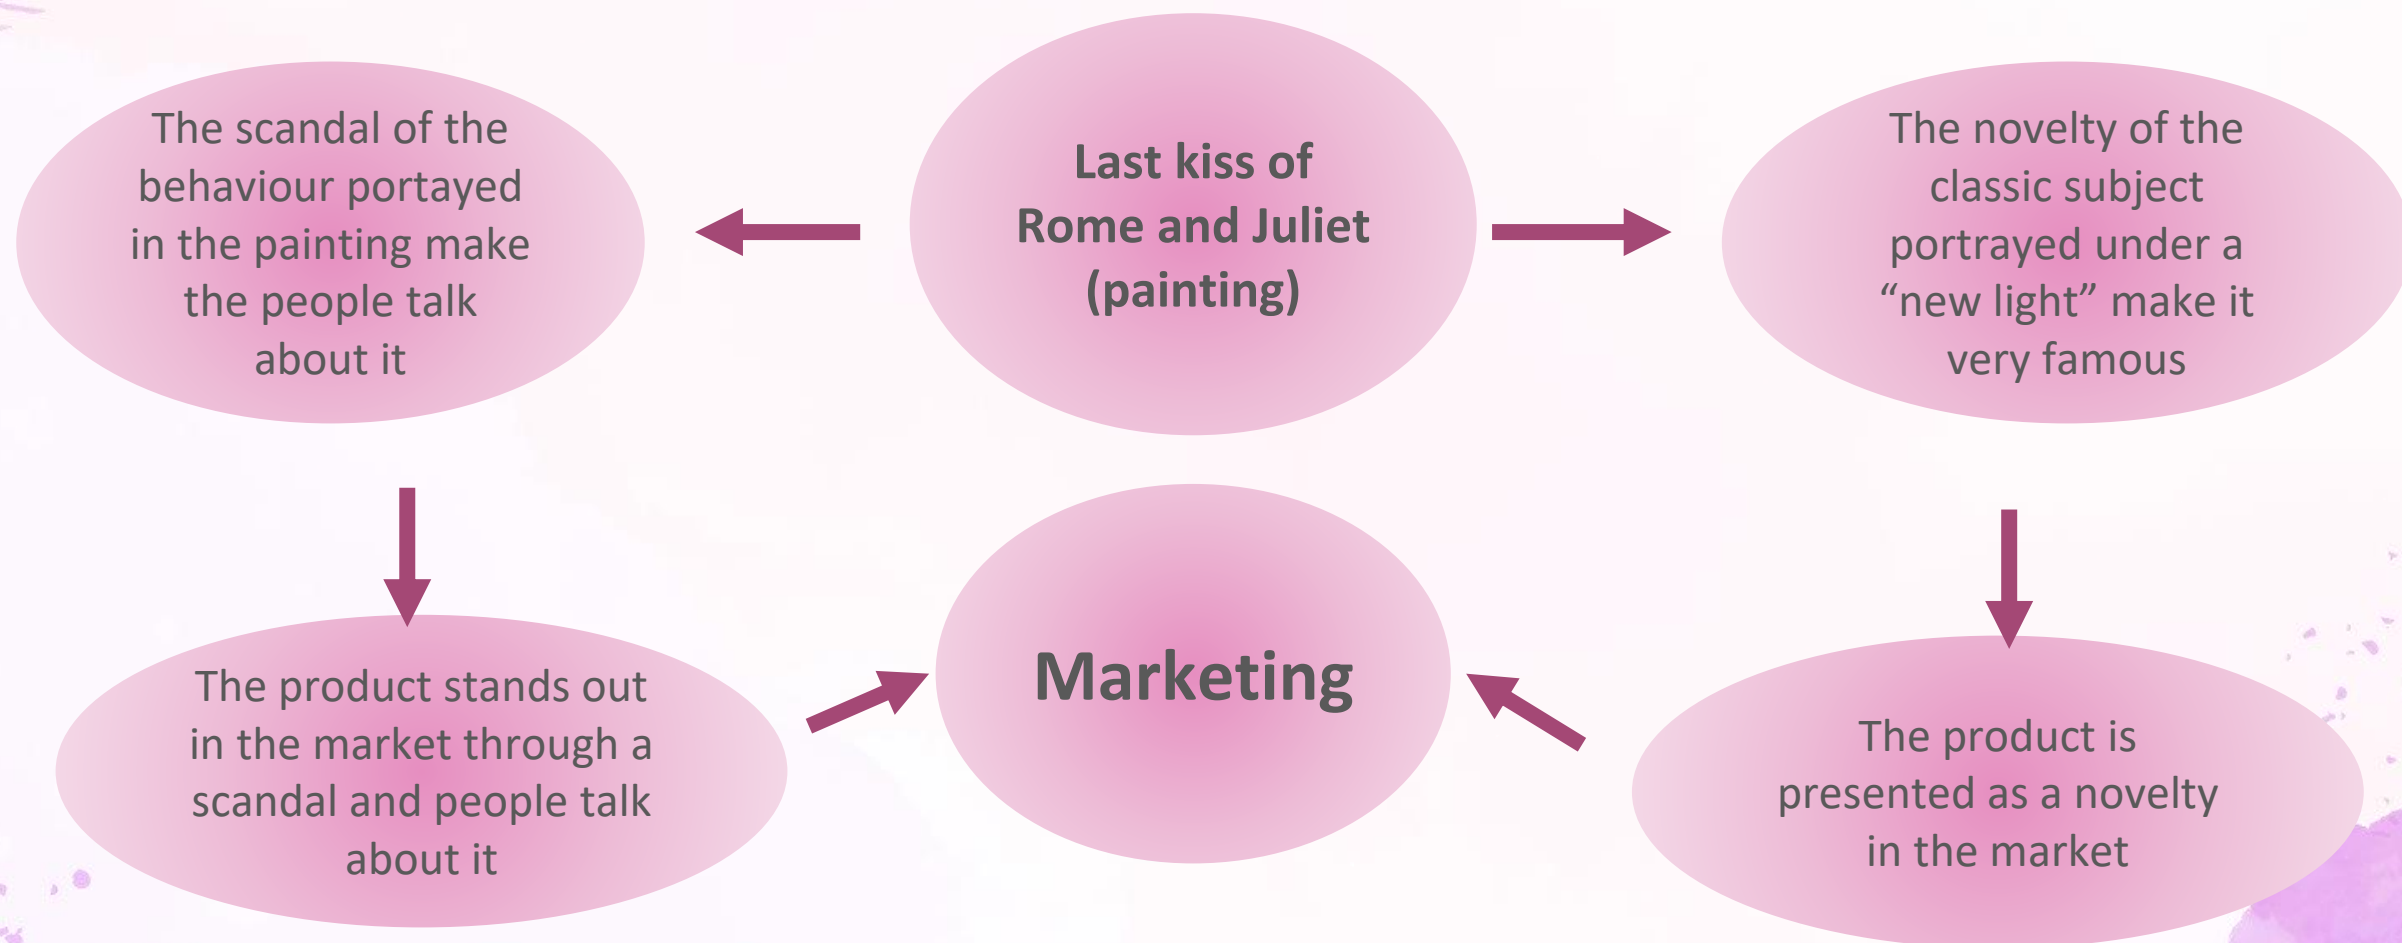 The scandal of the
behaviour portayed
in the painting make
the people talk
about it
Last kiss of
Rome and Juliet
(painting)
The novelty of the
classic subject
portrayed under a
“new light” make it
very famous
The product stands out
in the market through a
scandal and people talk
about it
Marketing
The product is
presented as a novelty
in the market